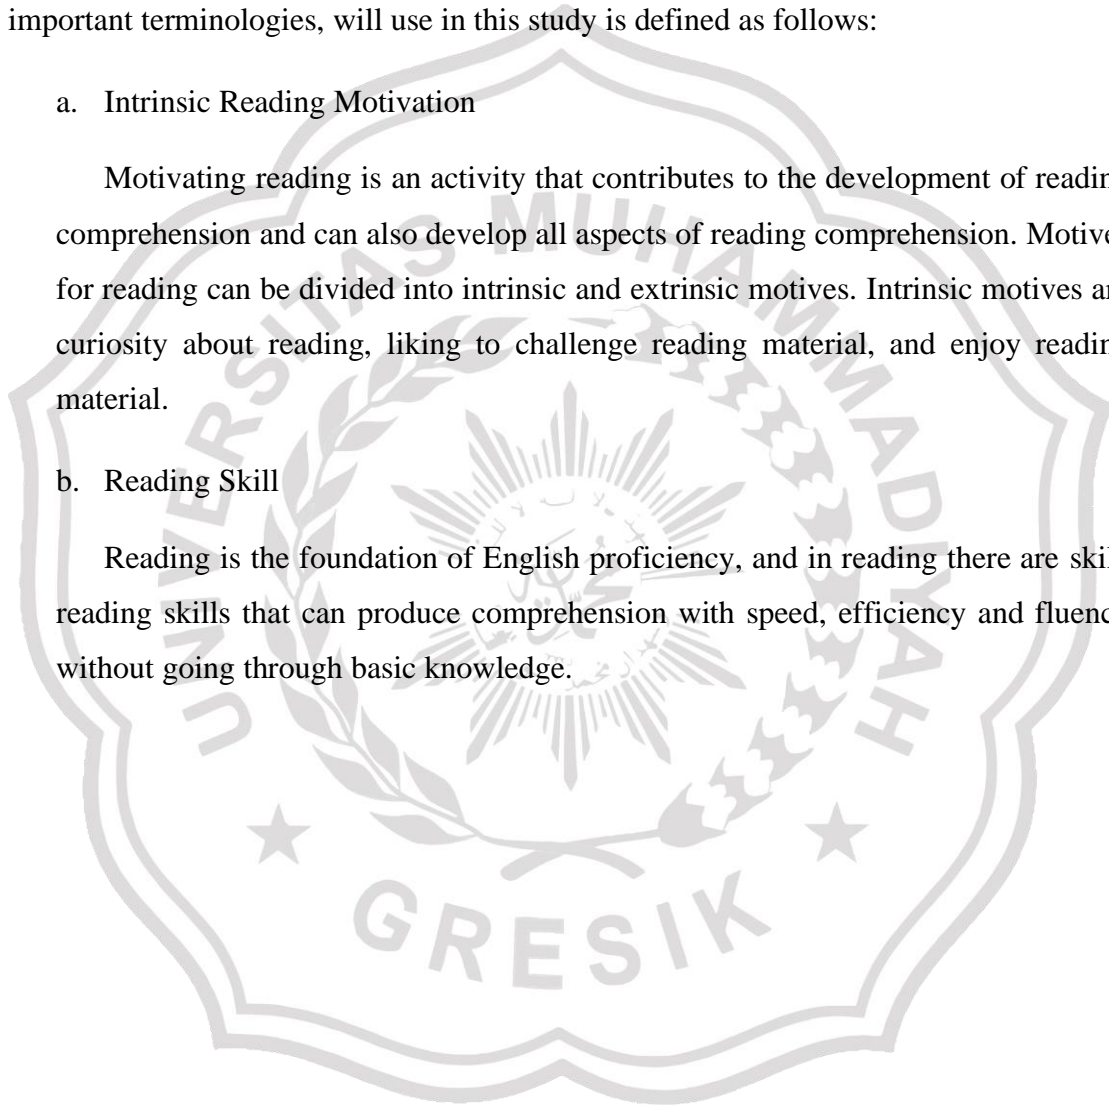 important terminologies, will use in this study is defined as follows:
a. Intrinsic Reading Motivation
Motivating reading is an activity that contributes to the development of readin
comprehension and can also develop all aspects of reading comprehension. Motive
for reading can be divided into intrinsic and extrinsic motives. Intrinsic motives ar
curiosity about reading, liking to challenge reading material, and enjoy readin
material.
b. Reading Skill
Reading is the foundation of English proficiency, and in reading there are skil
reading skills that can produce comprehension with speed, efficiency and fluenc
without going through basic knowledge.
UNIVERSITAS MUHAMMADIYAH
GRESIK